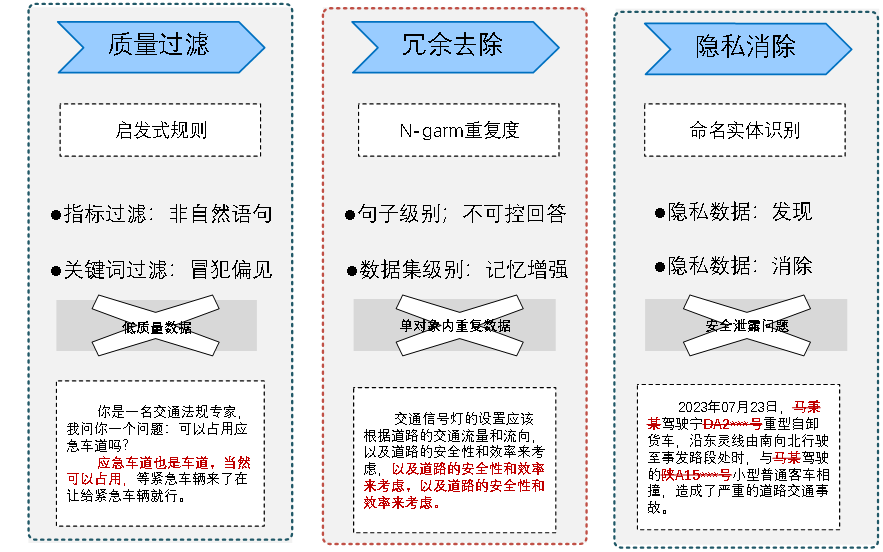 质量过滤
启发式规则
●指标过滤：非自然语句
●关键词过滤：冒犯偏见
低质量数据
你是一名交通法规专家，
我问你一个问题：可以占用应
急车道吗？
应急车道也是车道，当然
可以占用，等紧急车辆来了在
让给紧急车辆就行。
冗余去除
N-garm重复度
●句子级别；不可控回答
●数据集级别：记忆增强
单对象内重复数据
交通信号灯的设置应该
根据道路的交通流量和流向，
以及道路的安全性和效率来考
虑，以及道路的安全性和效率
来考虑，以及道路的安全性和
效率来考虑。
隐私消除
命名实体识别
●隐私数据：发现
●隐私数据：消除
安全泄露问题
2023年07月23日，马秉
某驾驶宁DA2***号重型自卸
货车，沿东灵线由南向北行驶
至事发路段处时，与马某驾驶
的陕A15***号小型普通客车相
撞，造成了严重的道路交通事
故。